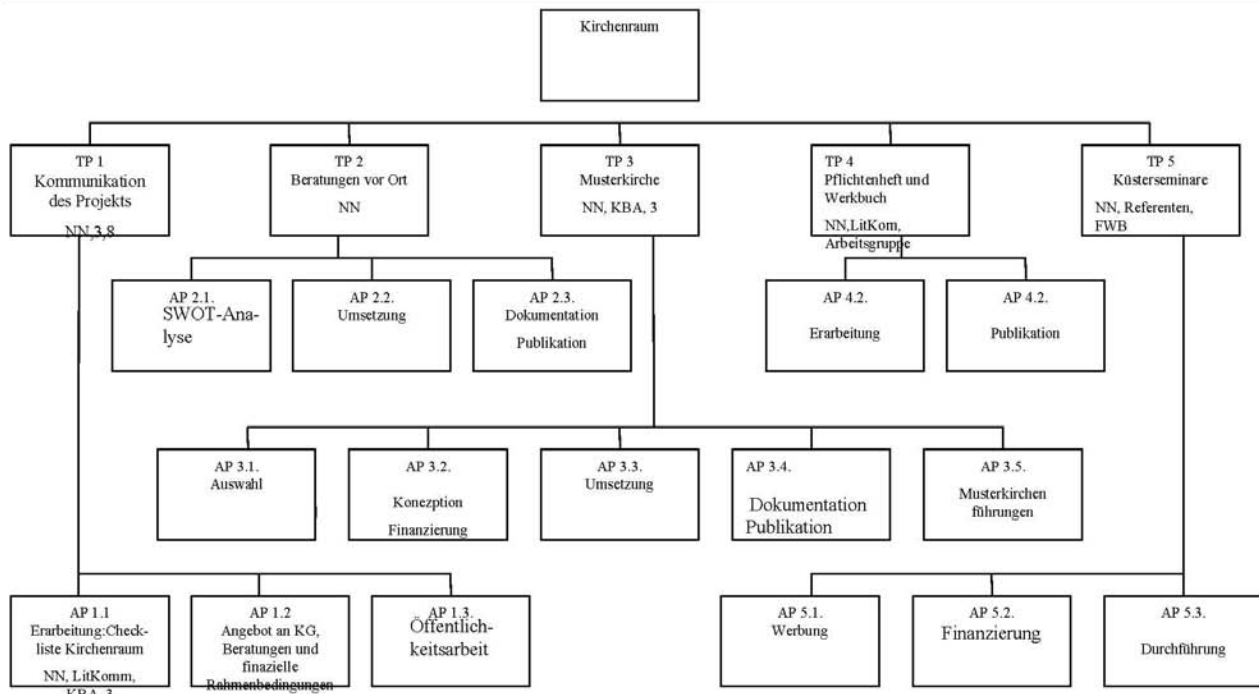 Kirchenraum
TP 1
Kommunikation
des Projekts
NN,3,8
TP 2
Beratungen vor Ort
NN
TP 3
Musterkirche
NN, KBA, 3
TP 4
Pflichtenheft und
Werkbuch
NN,LitKom,
Arbeitsgruppe
TP 5
Küsterseminare
NN, Referenten,
FWB
AP 2.1.
SWOT-Ana-
lyse
AP 2.2.
Umsetzung
AP 2.3.
Dokumentation
Publikation
AP 4.2.
Erarbeitung
AP 4.2.
Publikation
AP 3.1.
Auswahl
AP 3.2.
Konezption
Finanzierung
AP 3.3.
Umsetzung
AP 3.4.
Dokumentation
Publikation
AP 3.5.
Musterkirchen
führungen
AP 1.1
Erarbeitung:Check-
liste Kirchenraum
NN, LitKomm,
KBA, 3
AP 1.2
Angebot an KG,
Beratungen und
finazielle
Rahmenbedingungen
AP 1.3.
Öffentlich-
keitsarbeit
AP 5.1.
Werbung
AP 5.2.
Finanzierung
AP 5.3.
Durchführung